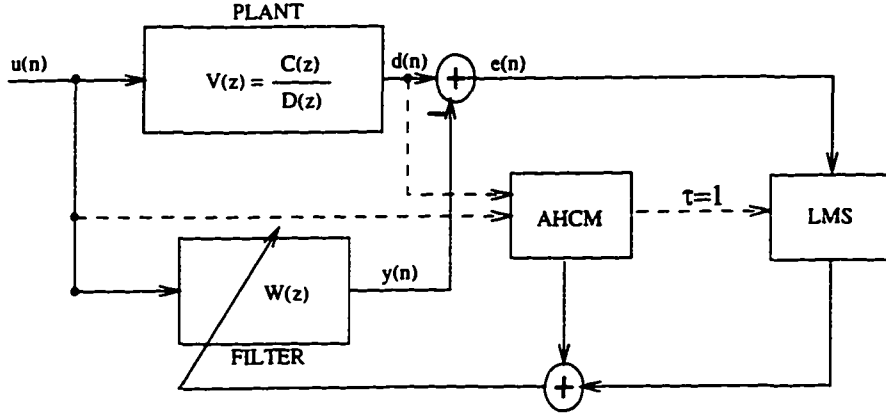 PLANT
u(n)
V(z) = C(z) / D(z)
d(n)
+
e(n)
−
AHCM
τ=1
LMS
W(z)
y(n)
FILTER
+